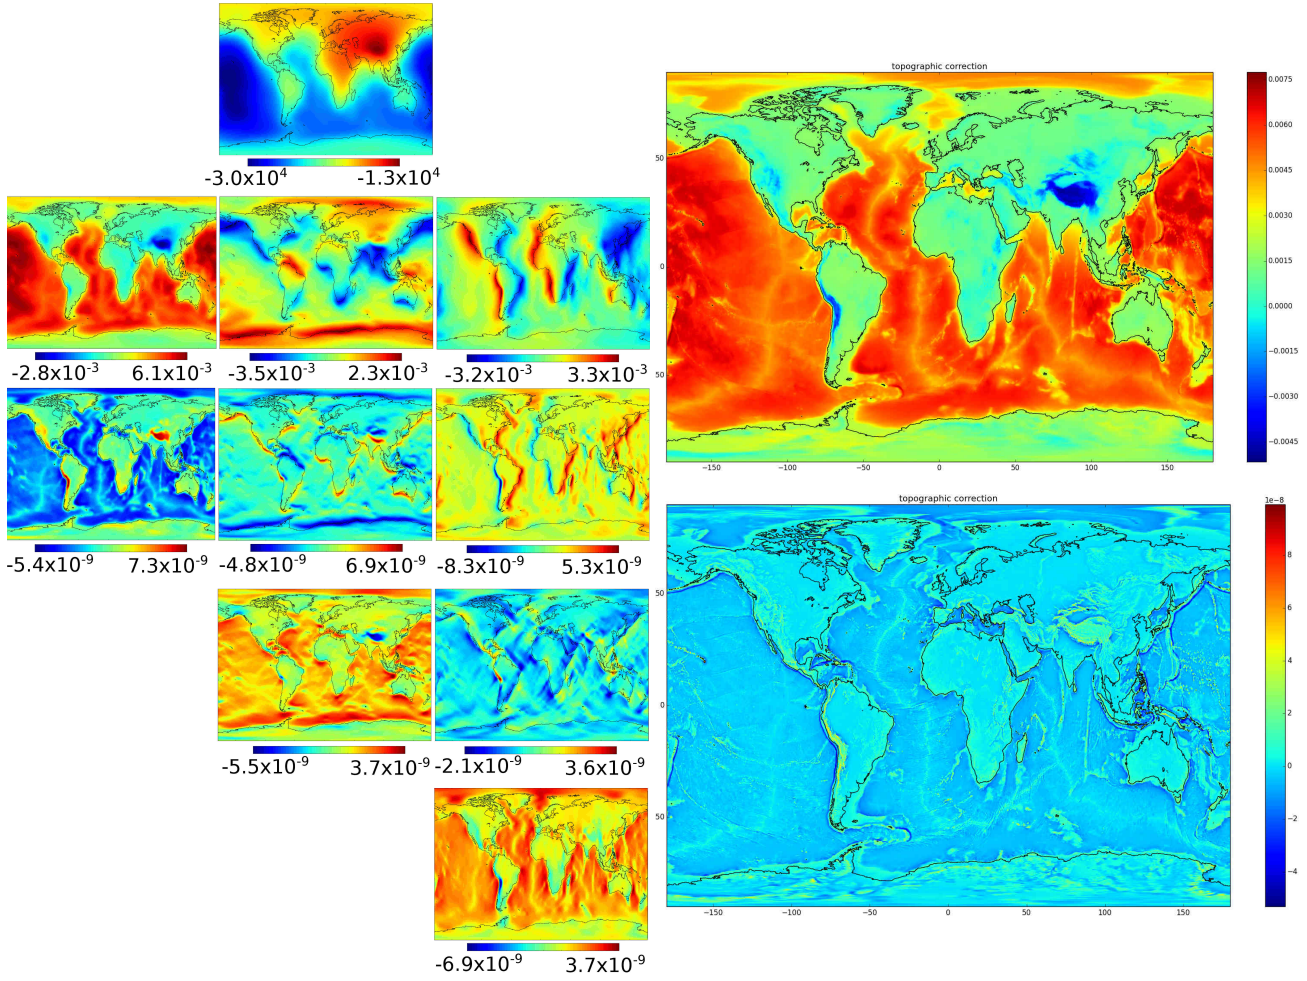 -3.0x10⁴ -1.3x10⁴
-2.8x10⁻³ 6.1x10⁻³
-3.5x10⁻³ 2.3x10⁻³
-3.2x10⁻³ 3.3x10⁻³
-5.4x10⁻⁹ 7.3x10⁻⁹
-4.8x10⁻⁹ 6.9x10⁻⁹
-8.3x10⁻⁹ 5.3x10⁻⁹
-5.5x10⁻⁹ 3.7x10⁻⁹
-2.1x10⁻⁹ 3.6x10⁻⁹
-6.9x10⁻⁹ 3.7x10⁻⁹
topographic correction
50
0
50
−150 −100 −50 0 50 100 150
0.0075
0.0060
0.0045
0.0030
0.0015
0.0000
−0.0015
−0.0030
−0.0045
topographic correction
50
0
50
−150 −100 −50 0 50 100 150
1e−8
8
6
4
2
0
−2
−4